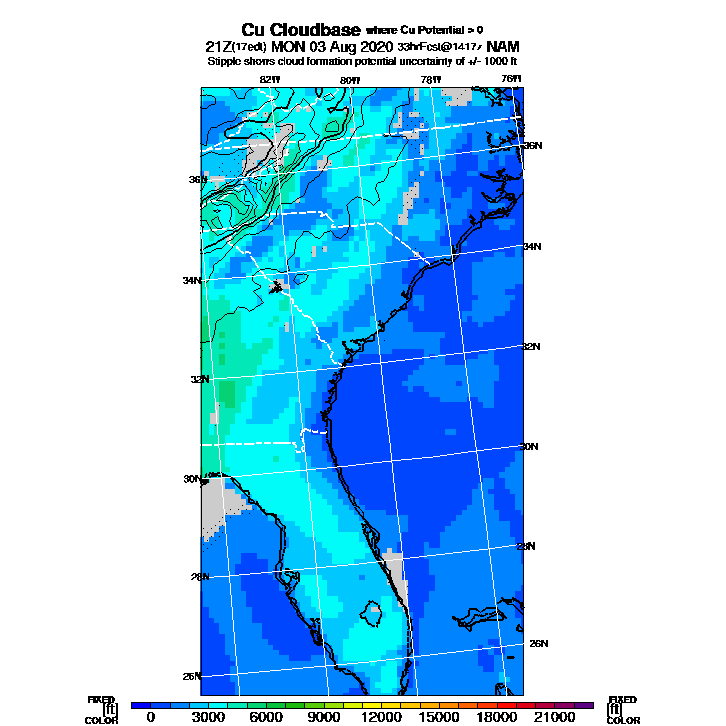 Cu Cloudbase where Cu Potential > 0
21Z(17edt) MON 03 Aug 2020 33hrFcst@1417z NAM
Stipple shows cloud formation potential uncertainty of +/- 1000 ft
82W 80W 78W 76W
36N 36N
34N 34N
32N 32N
30N 30N
28N 28N
26N 26N
FIXED FIXED
[ft] 0 3000 6000 9000 12000 15000 18000 21000 [ft]
COLOR COLOR